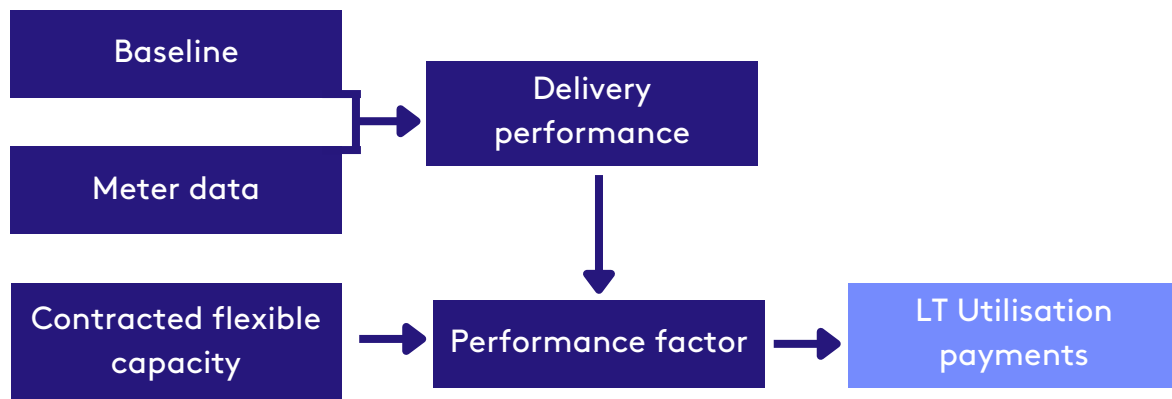 Baseline
Meter data
Delivery
performance
Contracted flexible
capacity
Performance factor
LT Utilisation
payments